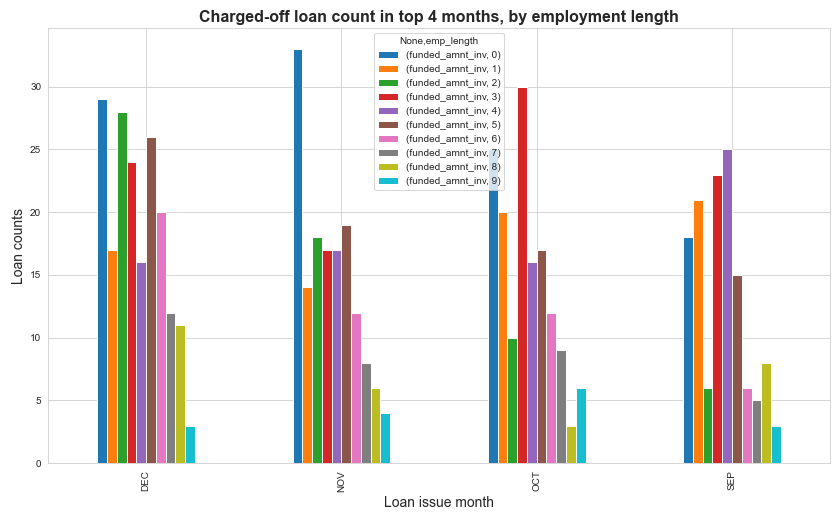 Charged-off loan count in top 4 months, by employment length
None,emp_length
(funded_amnt_inv, 0)
(funded_amnt_inv, 1)
(funded_amnt_inv, 2)
(funded_amnt_inv, 3)
(funded_amnt_inv, 4)
(funded_amnt_inv, 5)
(funded_amnt_inv, 6)
(funded_amnt_inv, 7)
(funded_amnt_inv, 8)
(funded_amnt_inv, 9)
Loan counts
30
25
20
15
10
5
0
DEC
NOV
OCT
SEP
Loan issue month